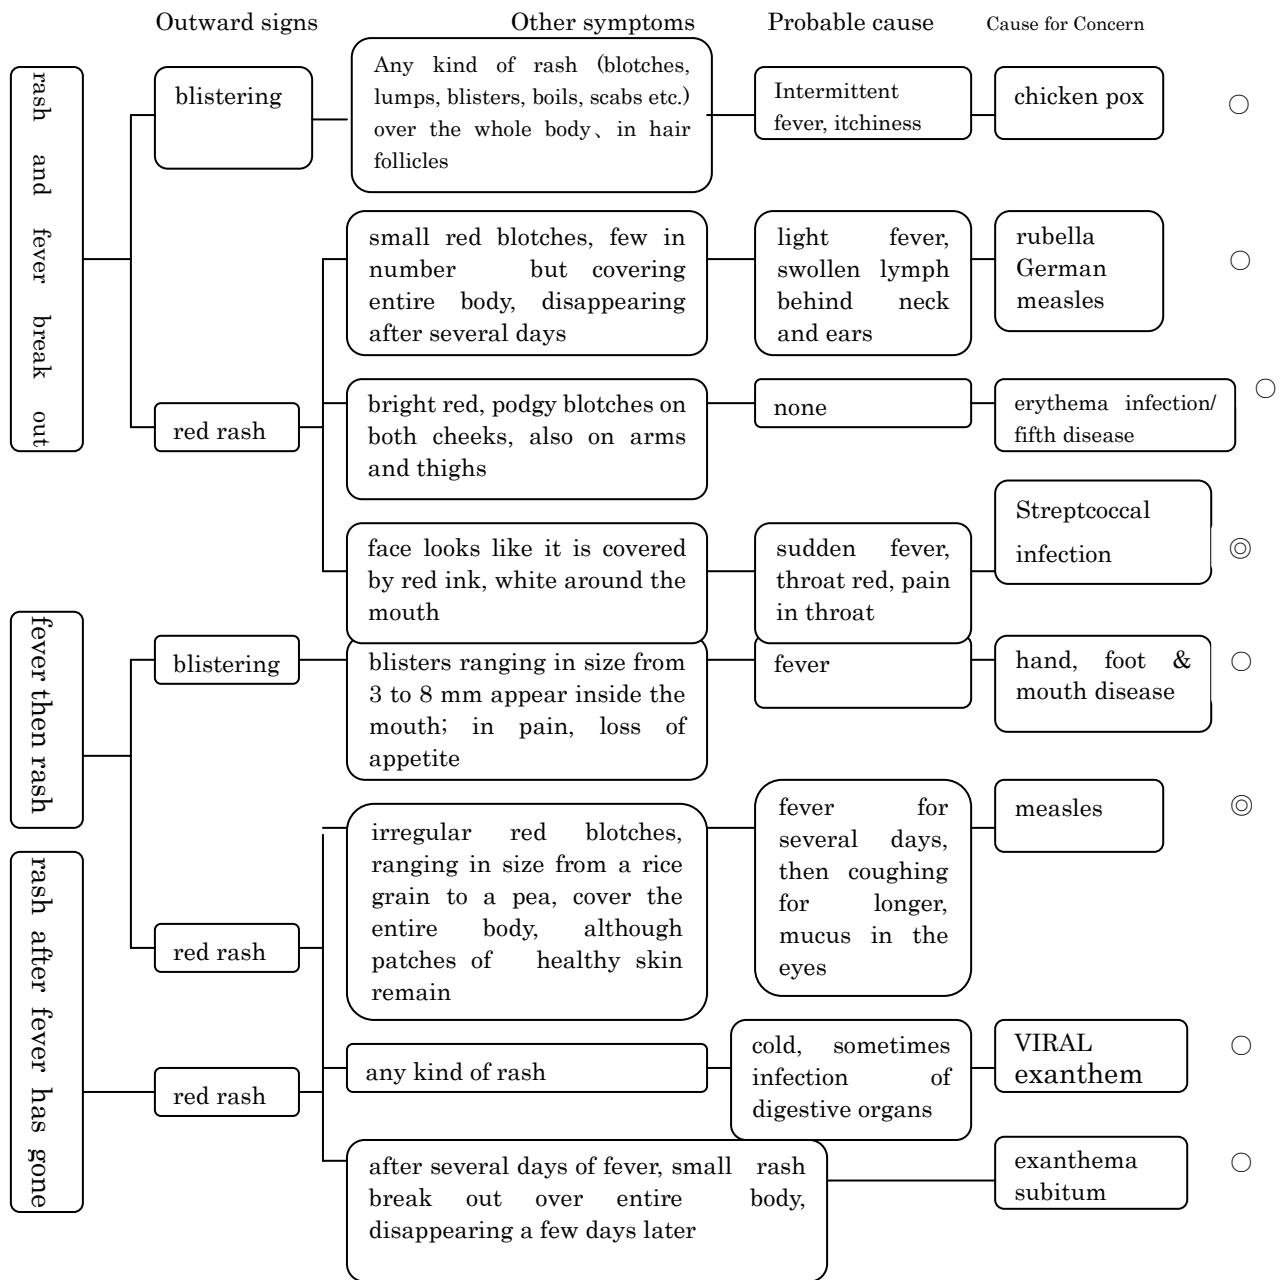 Outward signs
Other symptoms
Probable cause
Cause for Concern
rash and fever break out
blistering
Any kind of rash (blotches,
lumps, blisters, boils, scabs etc.)
over the whole body、in hair
follicles
Intermittent
fever, itchiness
chicken pox
○
red rash
small red blotches, few in
number but covering
entire body, disappearing
after several days
light fever,
swollen lymph
behind neck
and ears
rubella
German
measles
○
bright red, podgy blotches on
both cheeks, also on arms
and thighs
none
erythema infection/
fifth disease
○
face looks like it is covered
by red ink, white around the
mouth
sudden fever,
throat red, pain
in throat
Streptcoccal
infection
◎
fever then rash
blistering
blisters ranging in size from
3 to 8 mm appear inside the
mouth; in pain, loss of
appetite
fever
hand, foot &
mouth disease
○
red rash
irregular red blotches,
ranging in size from a rice
grain to a pea, cover the
entire body, although
patches of healthy skin
remain
fever for
several days,
then coughing
for longer,
mucus in the
eyes
measles
◎
rash after fever has gone
red rash
any kind of rash
cold, sometimes
infection of
digestive organs
VIRAL
exanthem
○
after several days of fever, small rash
break out over entire body,
disappearing a few days later
exanthema
subitum
○